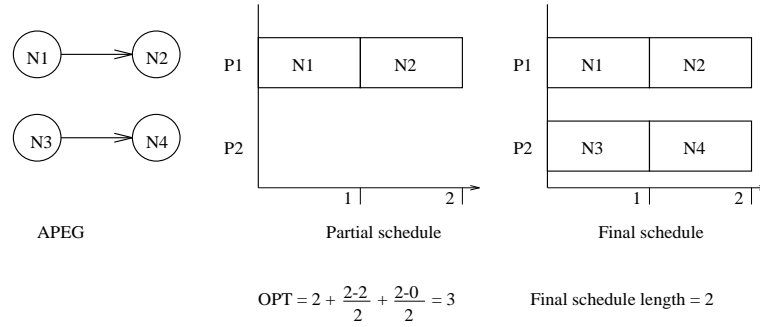 N1 N2
N3 N4
APEG
P1 N1 N2
P2
1 2
Partial schedule
P1 N1 N2
P2 N3 N4
1 2
Final schedule
OPT = 2 + 2-2/2 + 2-0/2 = 3
Final schedule length = 2